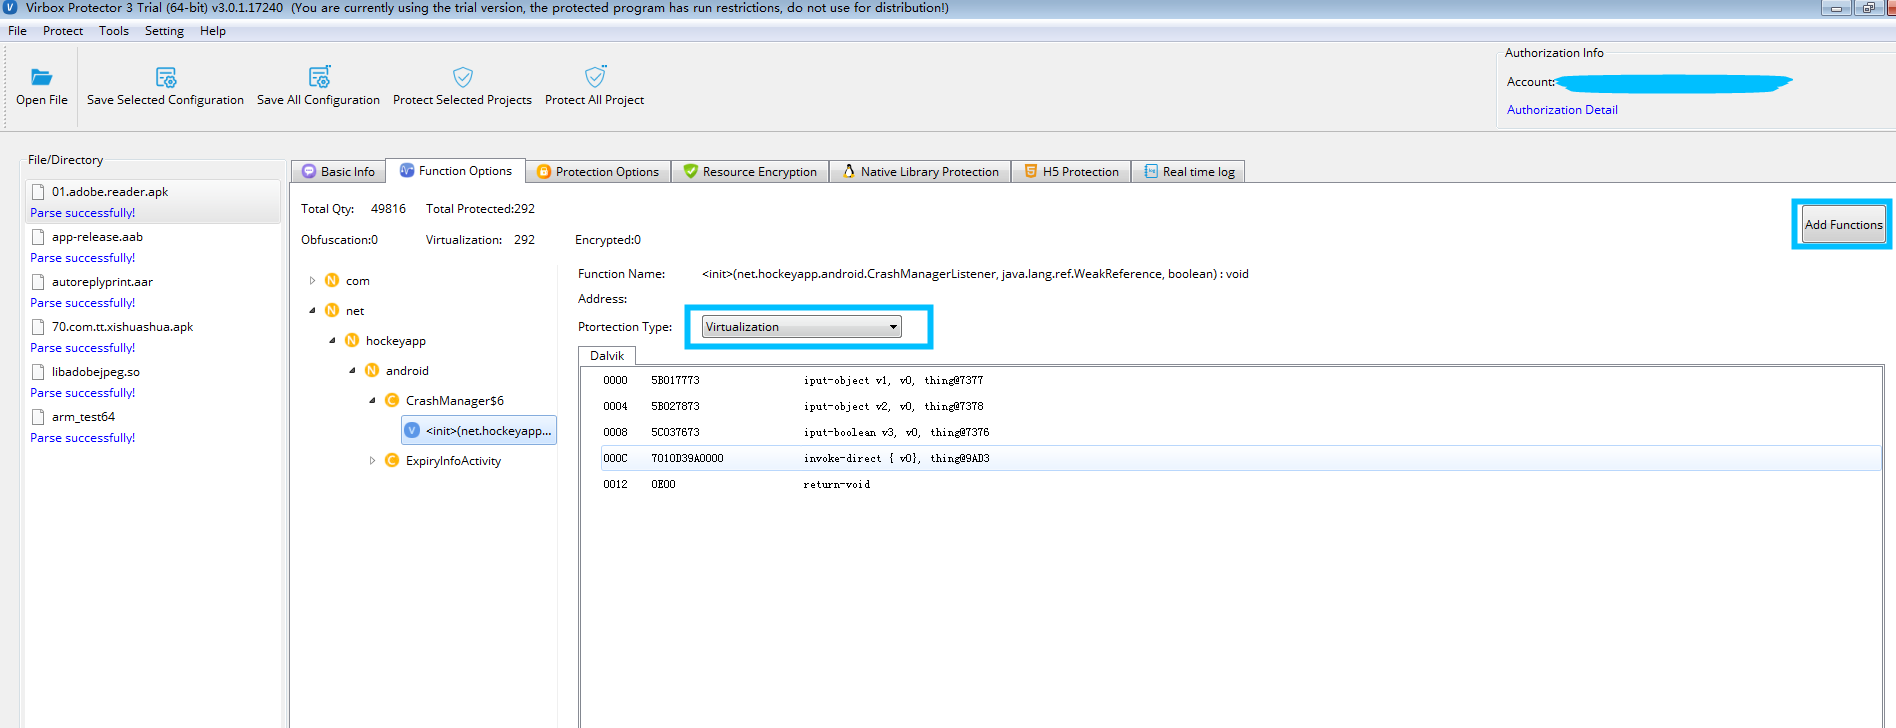 Virbox Protector 3 Trial (64-bit) v3.0.1.17240 (You are currently using the trial version, the protected program has run restrictions, do not use for distribution!)
File Protect Tools Setting Help
Open File Save Selected Configuration Save All Configuration Protect Selected Projects Protect All Project
Authorization Info
Account:
Authorization Detail
File/Directory
01.adobe.reader.apk
Parse successfully!
app-release.aab
Parse successfully!
autoreplyprint.aar
Parse successfully!
70.com.tt.xishuashua.apk
Parse successfully!
libadobejpeg.so
Parse successfully!
arm_test64
Parse successfully!
Basic Info Function Options Protection Options Resource Encryption Native Library Protection H5 Protection Real time log
Total Qty: 49816 Total Protected:292
Obfuscation:0 Virtualization: 292 Encrypted:0
Add Functions
N com
N net
N hockeyapp
N android
C CrashManager$6
V <init>(net.hockeyapp...
C ExpiryInfoActivity
Function Name: <init>(net.hockeyapp.android.CrashManagerListener, java.lang.ref.WeakReference, boolean) : void
Address:
Ptortection Type: Virtualization
Dalvik
0000 5B017773 iput-object v1, v0, thing@7377
0004 5B027873 iput-object v2, v0, thing@7378
0008 5C037673 iput-boolean v3, v0, thing@7376
000C 7010D39A0000 invoke-direct { v0}, thing@9AD3
0012 0E00 return-void